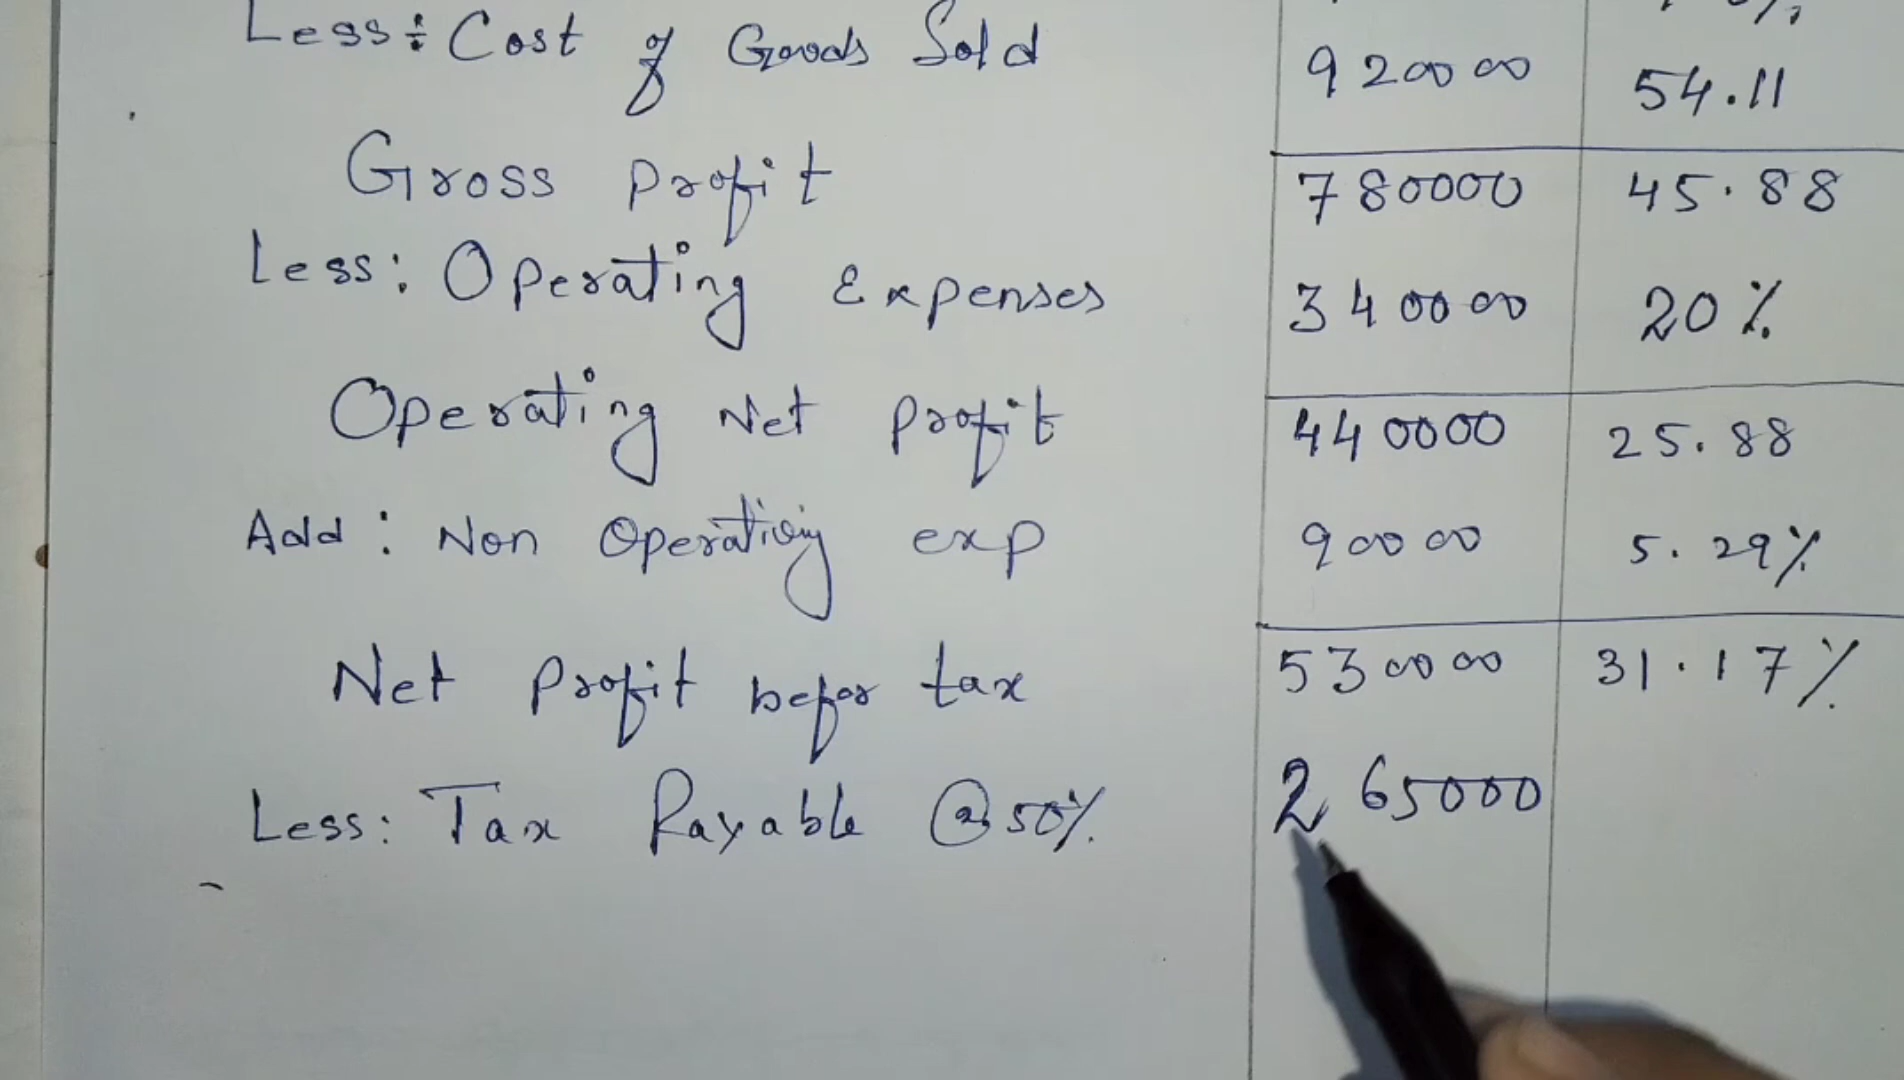 Less: Cost of Goods Sold 920000 54.11
Gross profit 780000 45.88
Less: Operating Expenses 340000 20%
Operating Net profit 440000 25.88
Add: Non Operating exp 90000 5.29%
Net Profit befor tax 530000 31.17%
Less: Tax Payable @ 50% 265000